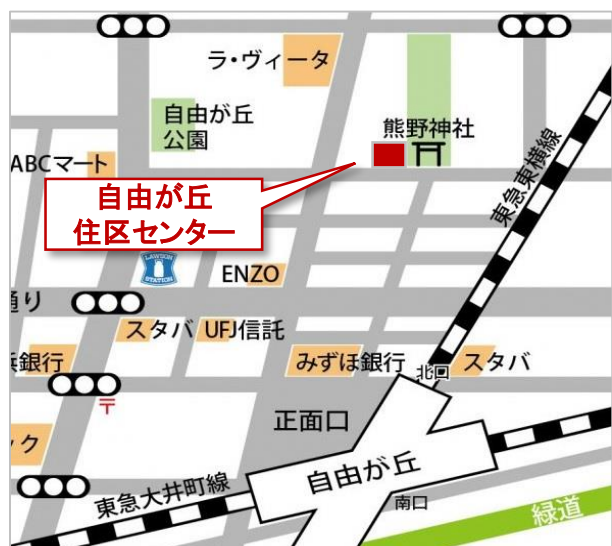 ラ・ヴィータ
自由が丘
公園
熊野神社
ABCマート
東急東横線
自由が丘
住区センター
LAWSON
STATION
ENZO
通り
スタバ
UFJ信託
浜銀行
みずほ銀行
スタバ
北口
〒
正面口
ック
自由が丘
東急大井町線
南口
緑道